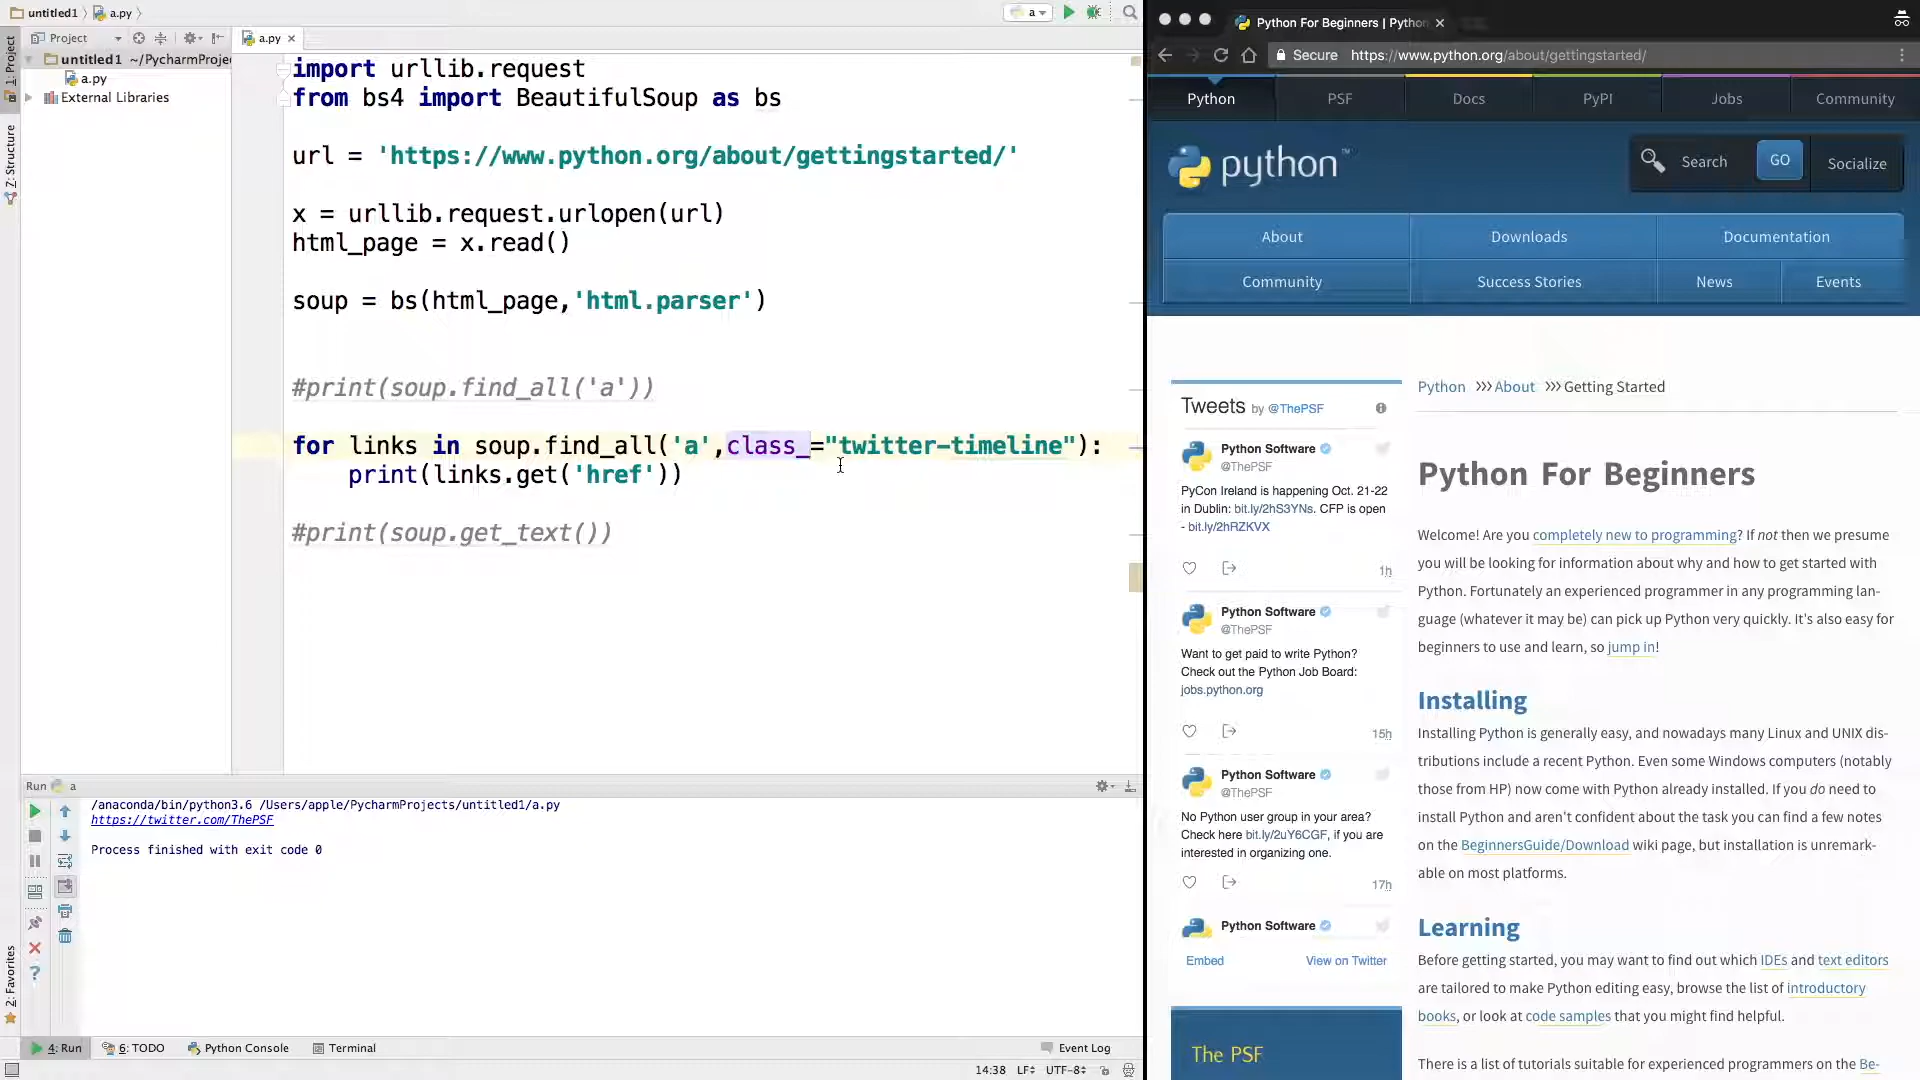 untitled1 a.py
a
Project
a.py
untitled1 ~/PycharmProjec
a.py
External Libraries
1: Project
7: Structure
2: Favorites
import urllib.request
from bs4 import BeautifulSoup as bs
url = 'https://www.python.org/about/gettingstarted/'
x = urllib.request.urlopen(url)
html_page = x.read()
soup = bs(html_page,'html.parser')
#print(soup.find_all('a'))
for links in soup.find_all('a',class_="twitter-timeline"):
print(links.get('href'))
#print(soup.get_text())
Run a
/anaconda/bin/python3.6 /Users/apple/PycharmProjects/untitled1/a.py
https://twitter.com/ThePSF
Process finished with exit code 0
4: Run 6: TODO Python Console Terminal Event Log
14:38 LF UTF-8
Python For Beginners | Python
Secure https://www.python.org/about/gettingstarted/
Python PSF Docs PyPI Jobs Community
python™
Search GO Socialize
About Downloads Documentation
Community Success Stories News Events
Python >>> About >>> Getting Started
Tweets by @ThePSF
Python Software
@ThePSF
PyCon Ireland is happening Oct. 21-22
in Dublin: bit.ly/2hS3YNs. CFP is open
- bit.ly/2hRZKVX
1h
Python Software
@ThePSF
Want to get paid to write Python?
Check out the Python Job Board:
jobs.python.org
15h
Python Software
@ThePSF
No Python user group in your area?
Check here bit.ly/2uY6CGF, if you are
interested in organizing one.
17h
Python Software
Embed View on Twitter
The PSF
Python For Beginners
Welcome! Are you completely new to programming? If not then we presume
you will be looking for information about why and how to get started with
Python. Fortunately an experienced programmer in any programming lan-
guage (whatever it may be) can pick up Python very quickly. It's also easy for
beginners to use and learn, so jump in!
Installing
Installing Python is generally easy, and nowadays many Linux and UNIX dis-
tributions include a recent Python. Even some Windows computers (notably
those from HP) now come with Python already installed. If you do need to
install Python and aren't confident about the task you can find a few notes
on the BeginnersGuide/Download wiki page, but installation is unremark-
able on most platforms.
Learning
Before getting started, you may want to find out which IDEs and text editors
are tailored to make Python editing easy, browse the list of introductory
books, or look at code samples that you might find helpful.
There is a list of tutorials suitable for experienced programmers on the Be-